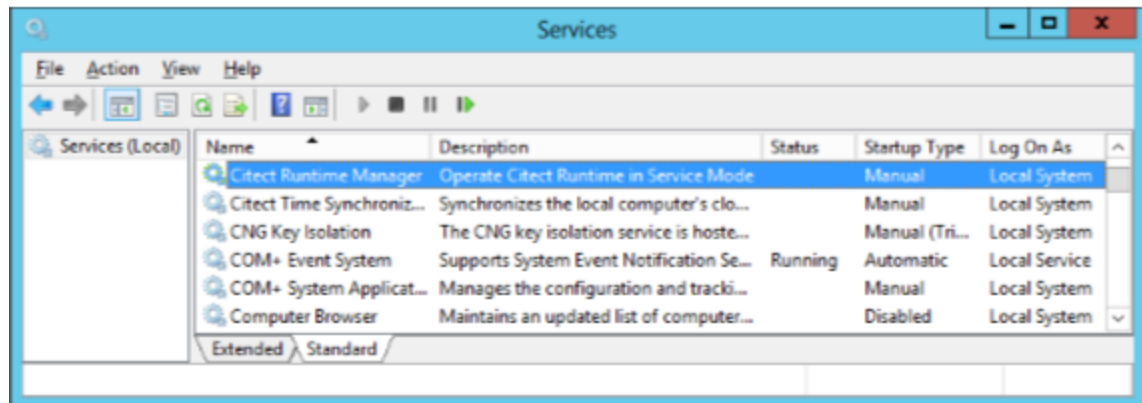 Services
File Action View Help
Services (Local)
Name Description Status Startup Type Log On As
Citect Runtime Manager Operate Citect Runtime in Service Mode Manual Local System
Citect Time Synchroniz... Synchronizes the local computer's clo... Manual Local System
CNG Key Isolation The CNG key isolation service is hoste... Manual (Tri... Local System
COM+ Event System Supports System Event Notification Se... Running Automatic Local Service
COM+ System Applicat... Manages the configuration and tracki... Manual Local System
Computer Browser Maintains an updated list of computer... Disabled Local System
Extended Standard